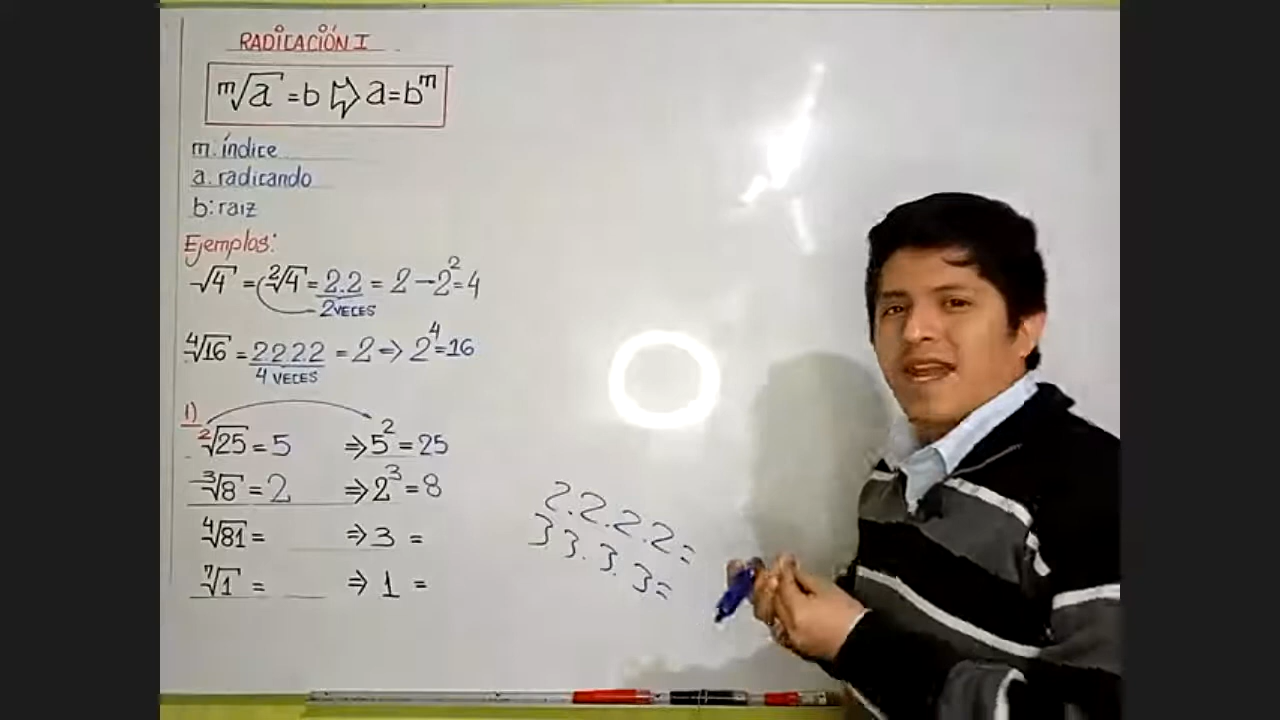 RADICACIÓN I
ᵐ√a = b ⇨ a = bᵐ
m: índice
a: radicando
b: raiz
Ejemplos:
√4 = ²√4 = 2.2 = 2 – 2² = 4
2 VECES
⁴√16 = 2 2 2 2 = 2 ⇒ 2⁴ = 16
4 VECES
1)
²√25 = 5 ⇒ 5² = 25
³√8 = 2 ⇒ 2³ = 8
⁴√81 = ⇒ 3 =
⁷√1 = ⇒ 1 =
2.2.2.2=
3 3.3.3=